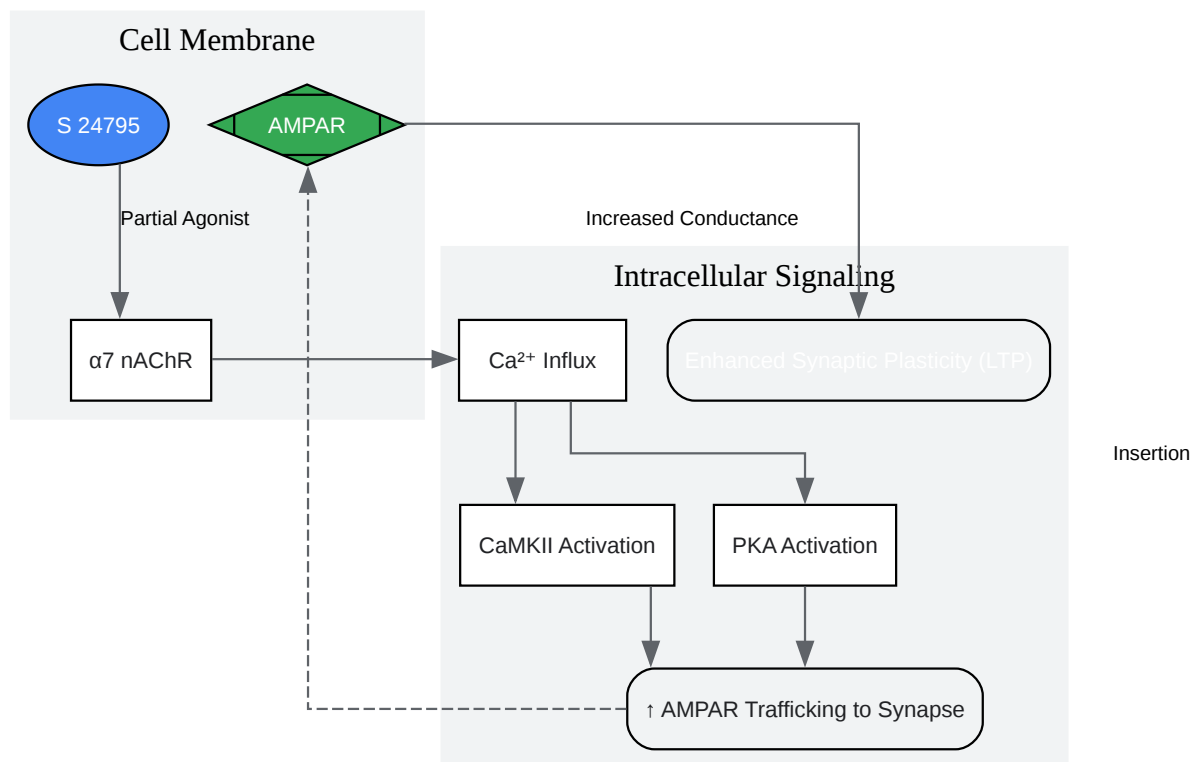 Cell Membrane
S 24795
AMPAR
Partial Agonist
Increased Conductance
Intracellular Signaling
α7 nAChR
Ca²⁺ Influx
Enhanced Synaptic Plasticity (LTP)
Insertion
CaMKII Activation
PKA Activation
↑ AMPAR Trafficking to Synapse